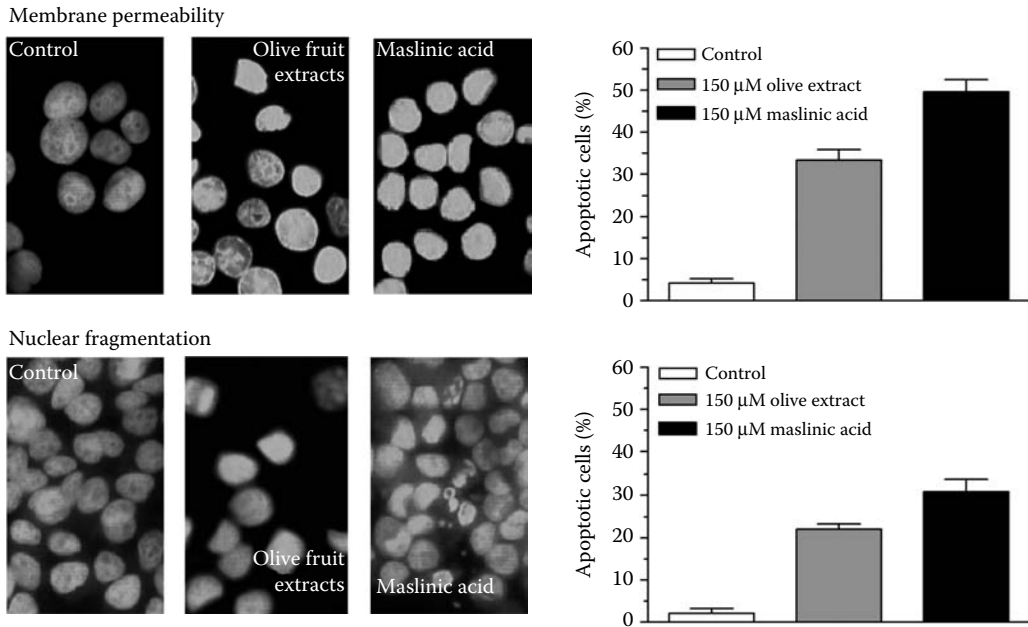 Membrane permeability
Control
Olive fruit
extracts
Maslinic acid
Apoptotic cells (%)
60
50
40
30
20
10
0
Control
150 µM olive extract
150 µM maslinic acid
Nuclear fragmentation
Control
Olive fruit
extracts
Maslinic acid
Apoptotic cells (%)
60
50
40
30
20
10
0
Control
150 µM olive extract
150 µM maslinic acid